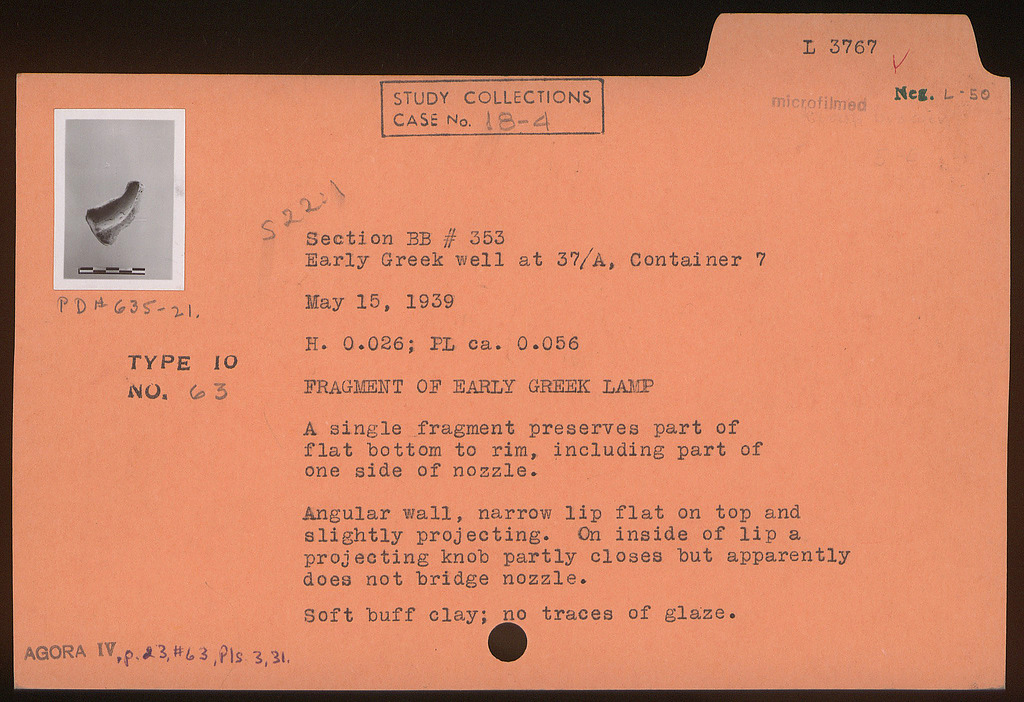 L 3767
microfilmed
Neg. L-50
STUDY COLLECTIONS
CASE No. 18-4
S 22:1
Section BB # 353
Early Greek well at 37/A, Container 7
PD# 635-21.
May 15, 1939
H. 0.026; PL ca. 0.056
TYPE 10
NO. 63
FRAGMENT OF EARLY GREEK LAMP
A single fragment preserves part of
flat bottom to rim, including part of
one side of nozzle.
Angular wall, narrow lip flat on top and
slightly projecting. On inside of lip a
projecting knob partly closes but apparently
does not bridge nozzle.
Soft buff clay; no traces of glaze.
AGORA IV, p. 23, #63, Pls 3, 31.